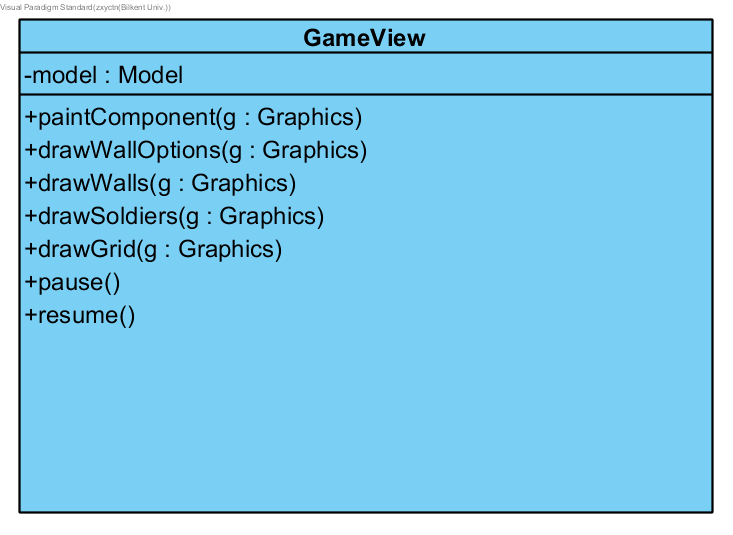 Visual Paradigm Standard(zxyctn(Bilkent Univ.))
GameView
-model : Model
+paintComponent(g : Graphics)
+drawWallOptions(g : Graphics)
+drawWalls(g : Graphics)
+drawSoldiers(g : Graphics)
+drawGrid(g : Graphics)
+pause()
+resume()